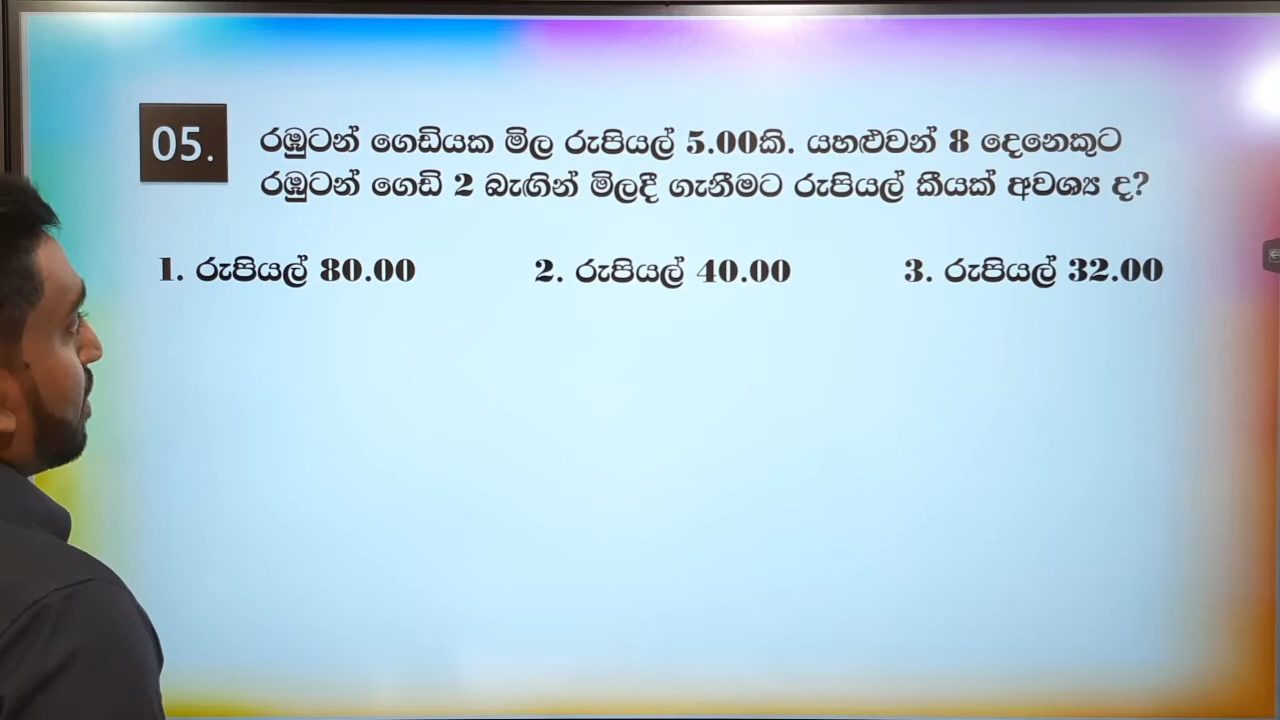 05. රඹුටන් ගෙඩියක මිල රුපියල් 5.00කි. යහළුවන් 8 දෙනෙකුට
රඹුටන් ගෙඩි 2 බැඟින් මිලදී ගැනීමට රුපියල් කීයක් අවශ්‍ය ද?
1. රුපියල් 80.00 2. රුපියල් 40.00 3. රුපියල් 32.00